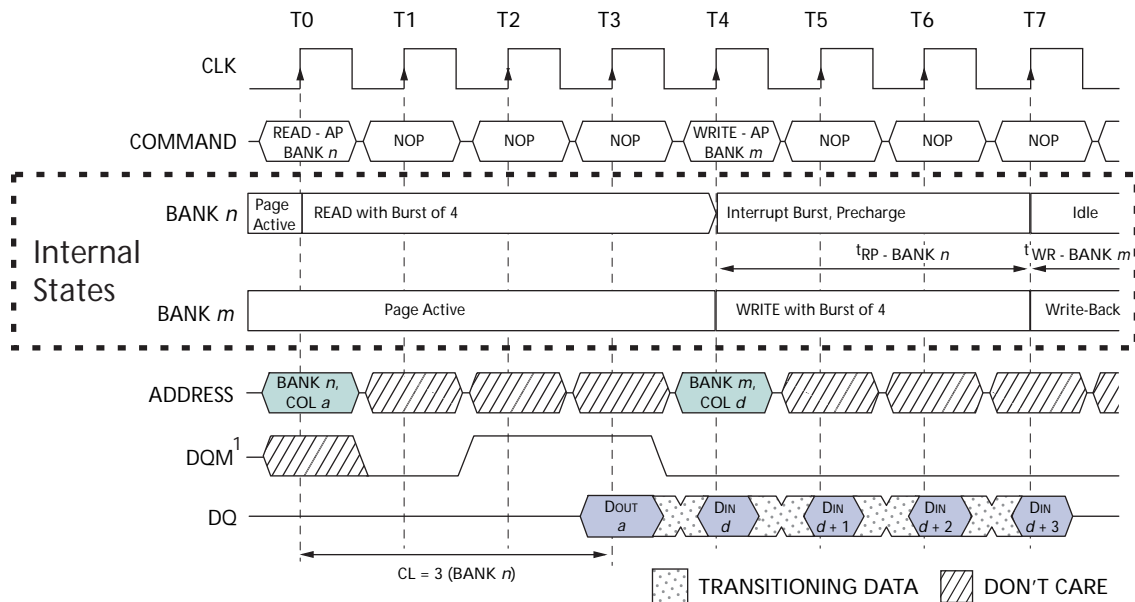 T0 T1 T2 T3 T4 T5 T6 T7
CLK
COMMAND
READ - AP
BANK n
NOP
NOP
NOP
WRITE - AP
BANK m
NOP
NOP
NOP
Internal
States
BANK n
Page
Active
READ with Burst of 4
Interrupt Burst, Precharge
Idle
tRP - BANK n
tWR - BANK m
BANK m
Page Active
WRITE with Burst of 4
Write-Back
ADDRESS
BANK n,
COL a
BANK m,
COL d
DQM1
DQ
DOUT
a
DIN
d
DIN
d + 1
DIN
d + 2
DIN
d + 3
CL = 3 (BANK n)
TRANSITIONING DATA
DON'T CARE